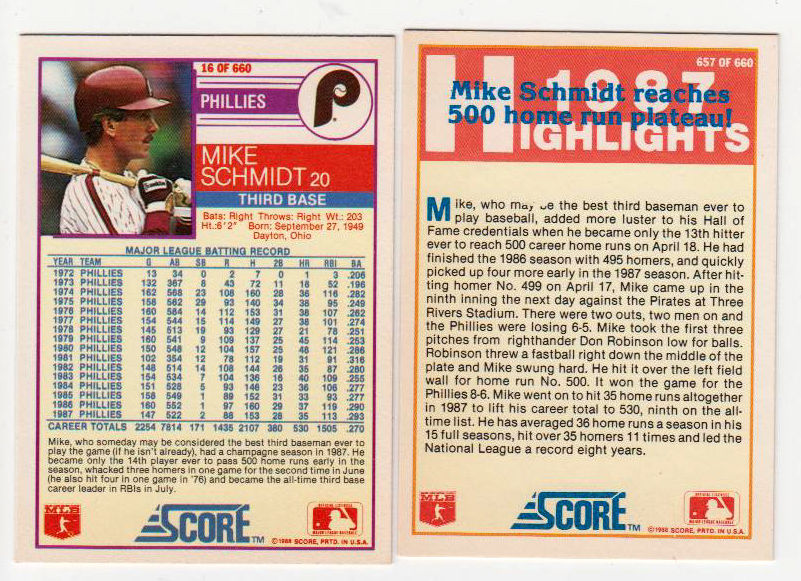 16 OF 660
PHILLIES
P
MIKE
SCHMIDT 20
THIRD BASE
Bats: Right Throws: Right Wt.: 203
Ht.: 6'2" Born: September 27, 1949
Dayton, Ohio
MAJOR LEAGUE BATTING RECORD
YEAR TEAM G AB SB R H 2B HR RBI BA
1972 PHILLIES 13 34 0 2 7 0 1 3 .206
1973 PHILLIES 132 367 8 43 72 11 18 52 .196
1974 PHILLIES 162 568 23 108 160 28 36 116 .282
1975 PHILLIES 158 562 29 93 140 34 38 95 .249
1976 PHILLIES 160 584 14 112 153 31 38 107 .262
1977 PHILLIES 154 544 15 114 149 27 38 101 .274
1978 PHILLIES 145 513 19 93 129 27 21 78 .251
1979 PHILLIES 160 541 9 109 137 25 45 114 .253
1980 PHILLIES 150 548 12 104 157 25 48 121 .286
1981 PHILLIES 102 354 12 78 112 19 31 91 .316
1982 PHILLIES 148 514 14 108 144 26 35 87 .280
1983 PHILLIES 154 534 7 104 136 16 40 109 .255
1984 PHILLIES 151 528 5 93 146 23 36 106 .277
1985 PHILLIES 158 549 1 89 152 31 33 93 .277
1986 PHILLIES 160 552 1 97 160 29 37 119 .290
1987 PHILLIES 147 522 2 88 153 28 35 113 .293
CAREER TOTALS 2254 7814 171 1435 2107 380 530 1505 .270
Mike, who someday may be considered the best third baseman ever to
play the game (if he isn't already), had a champagne season in 1987. He
became only the 14th player ever to pass 500 home runs early in the
season, whacked three homers in one game for the second time in June
(he also hit four in one game in '76) and became the all-time third base
career leader in RBIs in July.
MLB
SCORE TM
OFFICIAL LICENSEE
MAJOR LEAGUE BASEBALL
©1988 SCORE, PRTD. IN U.S.A.
657 OF 660
1987
HIGHLIGHTS
Mike Schmidt reaches
500 home run plateau!
Mike, who may be the best third baseman ever to
play baseball, added more luster to his Hall of
Fame credentials when he became only the 13th hitter
ever to reach 500 career home runs on April 18. He had
finished the 1986 season with 495 homers, and quickly
picked up four more early in the 1987 season. After hit-
ting homer No. 499 on April 17, Mike came up in the
ninth inning the next day against the Pirates at Three
Rivers Stadium. There were two outs, two men on and
the Phillies were losing 6-5. Mike took the first three
pitches from righthander Don Robinson low for balls.
Robinson threw a fastball right down the middle of the
plate and Mike swung hard. He hit it over the left field
wall for home run No. 500. It won the game for the
Phillies 8-6. Mike went on to hit 35 home runs altogether
in 1987 to lift his career total to 530, ninth on the all-
time list. He has averaged 36 home runs a season in his
15 full seasons, hit over 35 homers 11 times and led the
National League a record eight years.
MLB
SCORE TM
OFFICIAL LICENSEE
MAJOR LEAGUE BASEBALL
©1988 SCORE, PRTD. IN U.S.A.